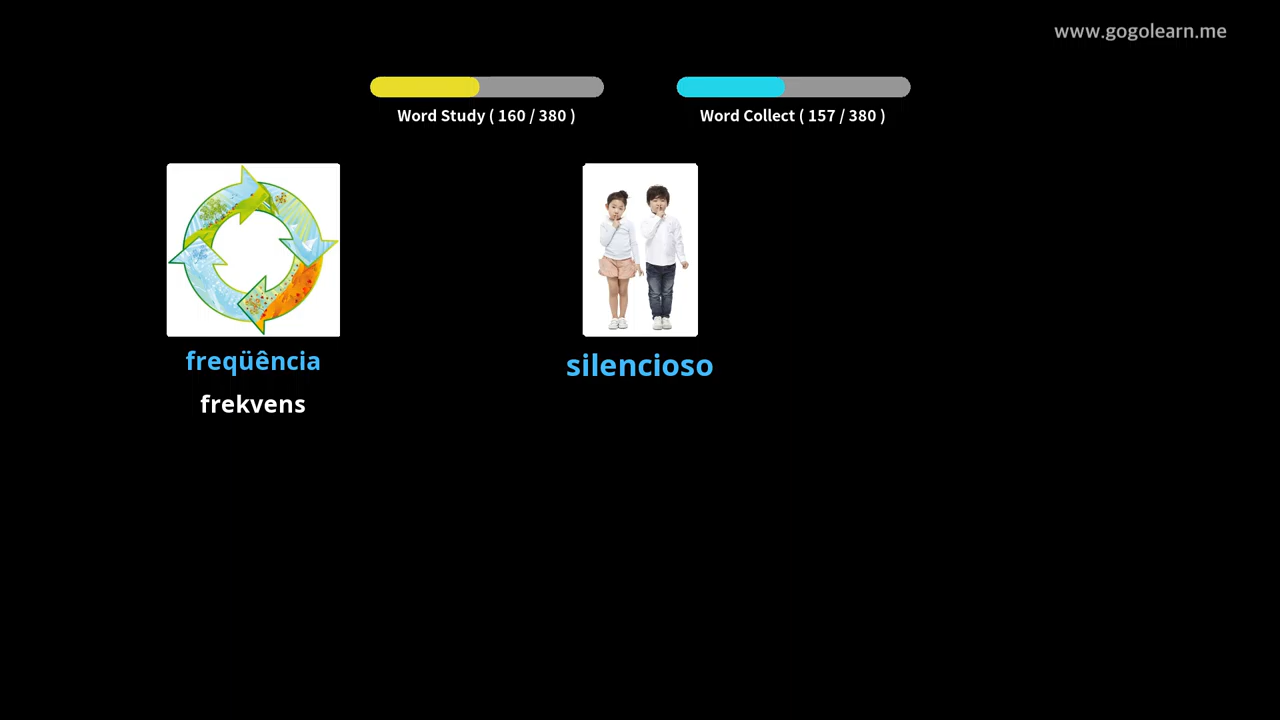 www.gogolearn.me
Word Study ( 160 / 380 )
Word Collect ( 157 / 380 )
freqüência
frekvens
silencioso